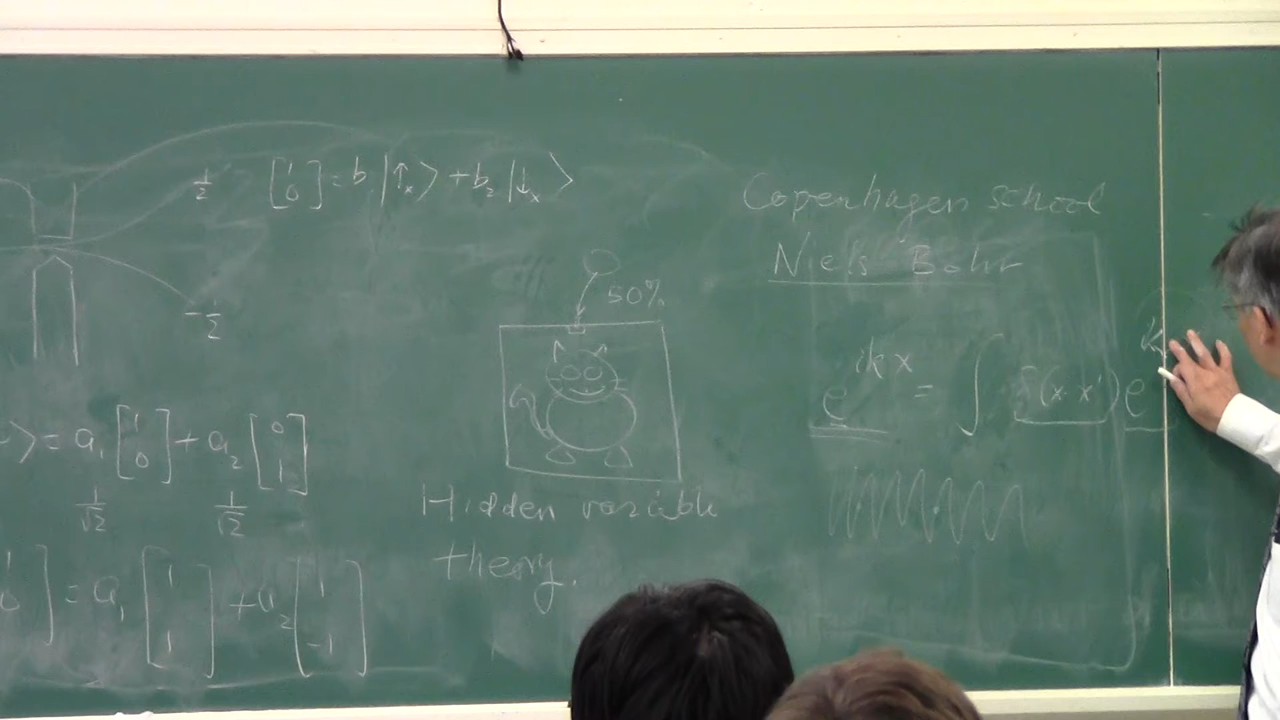 1/2 [1 0] = b₁|↑ₓ⟩ + b₂|↓ₓ⟩
-1/2
⟩ = a₁ [1 0] + a₂ [0 1]
1/√2 1/√2
= a₁ [1 1] + a₂ [1 -1]
50%
Hidden variable
theory.
Copenhagen school
Niels Bohr
e^{ikx} = ∫ δ(x-x') e